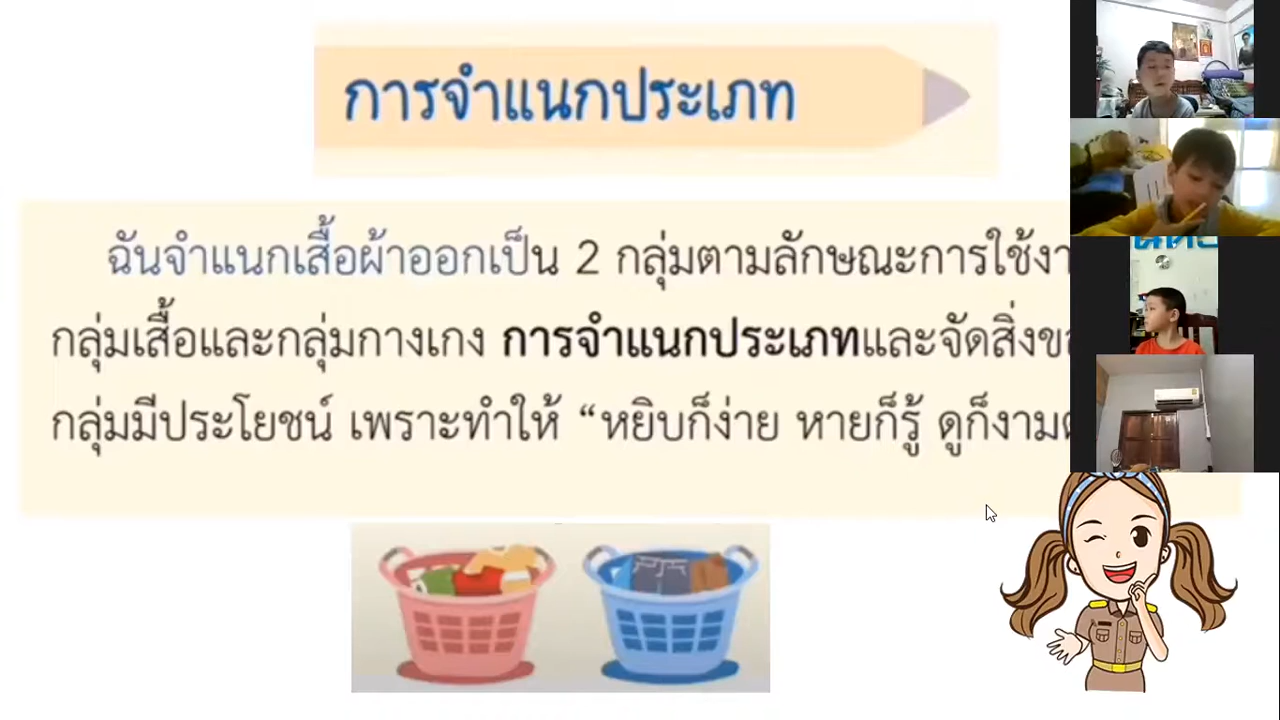 การจำแนกประเภท
ฉันจำแนกเสื้อผ้าออกเป็น 2 กลุ่มตามลักษณะการใช้
กลุ่มเสื้อและกลุ่มกางเกง การจำแนกประเภทและจัดสิ่ง
กลุ่มมีประโยชน์ เพราะทำให้ “หยิบก็ง่าย หายก็รู้ ดูก็งาม